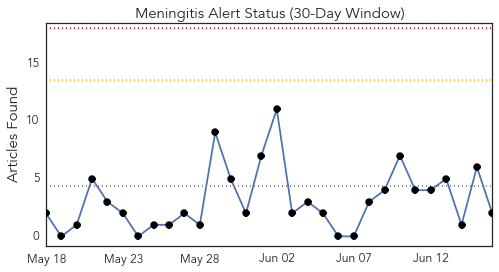 Meningitis Alert Status (30-Day Window)
Articles Found
15
10
5
0
May 18 May 23 May 28 Jun 02 Jun 07 Jun 12